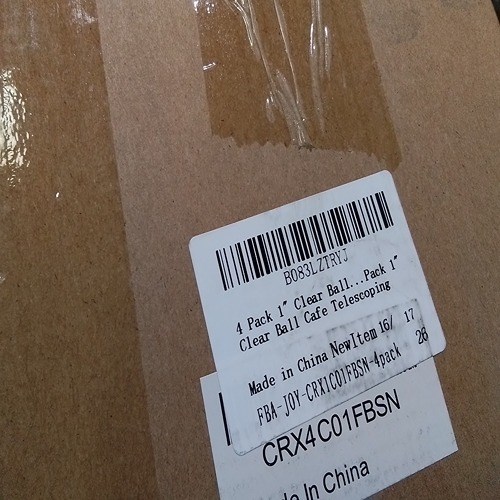 B083LZTRYJ
4 Pack 1" Clear Ball...Pack 1"
Clear Ball Cafe Telescoping
Made in China NewItem 16/ 17
26
FBA-JOY-CRX1C01FBSN-4pack
CRX4C01FBSN
In China